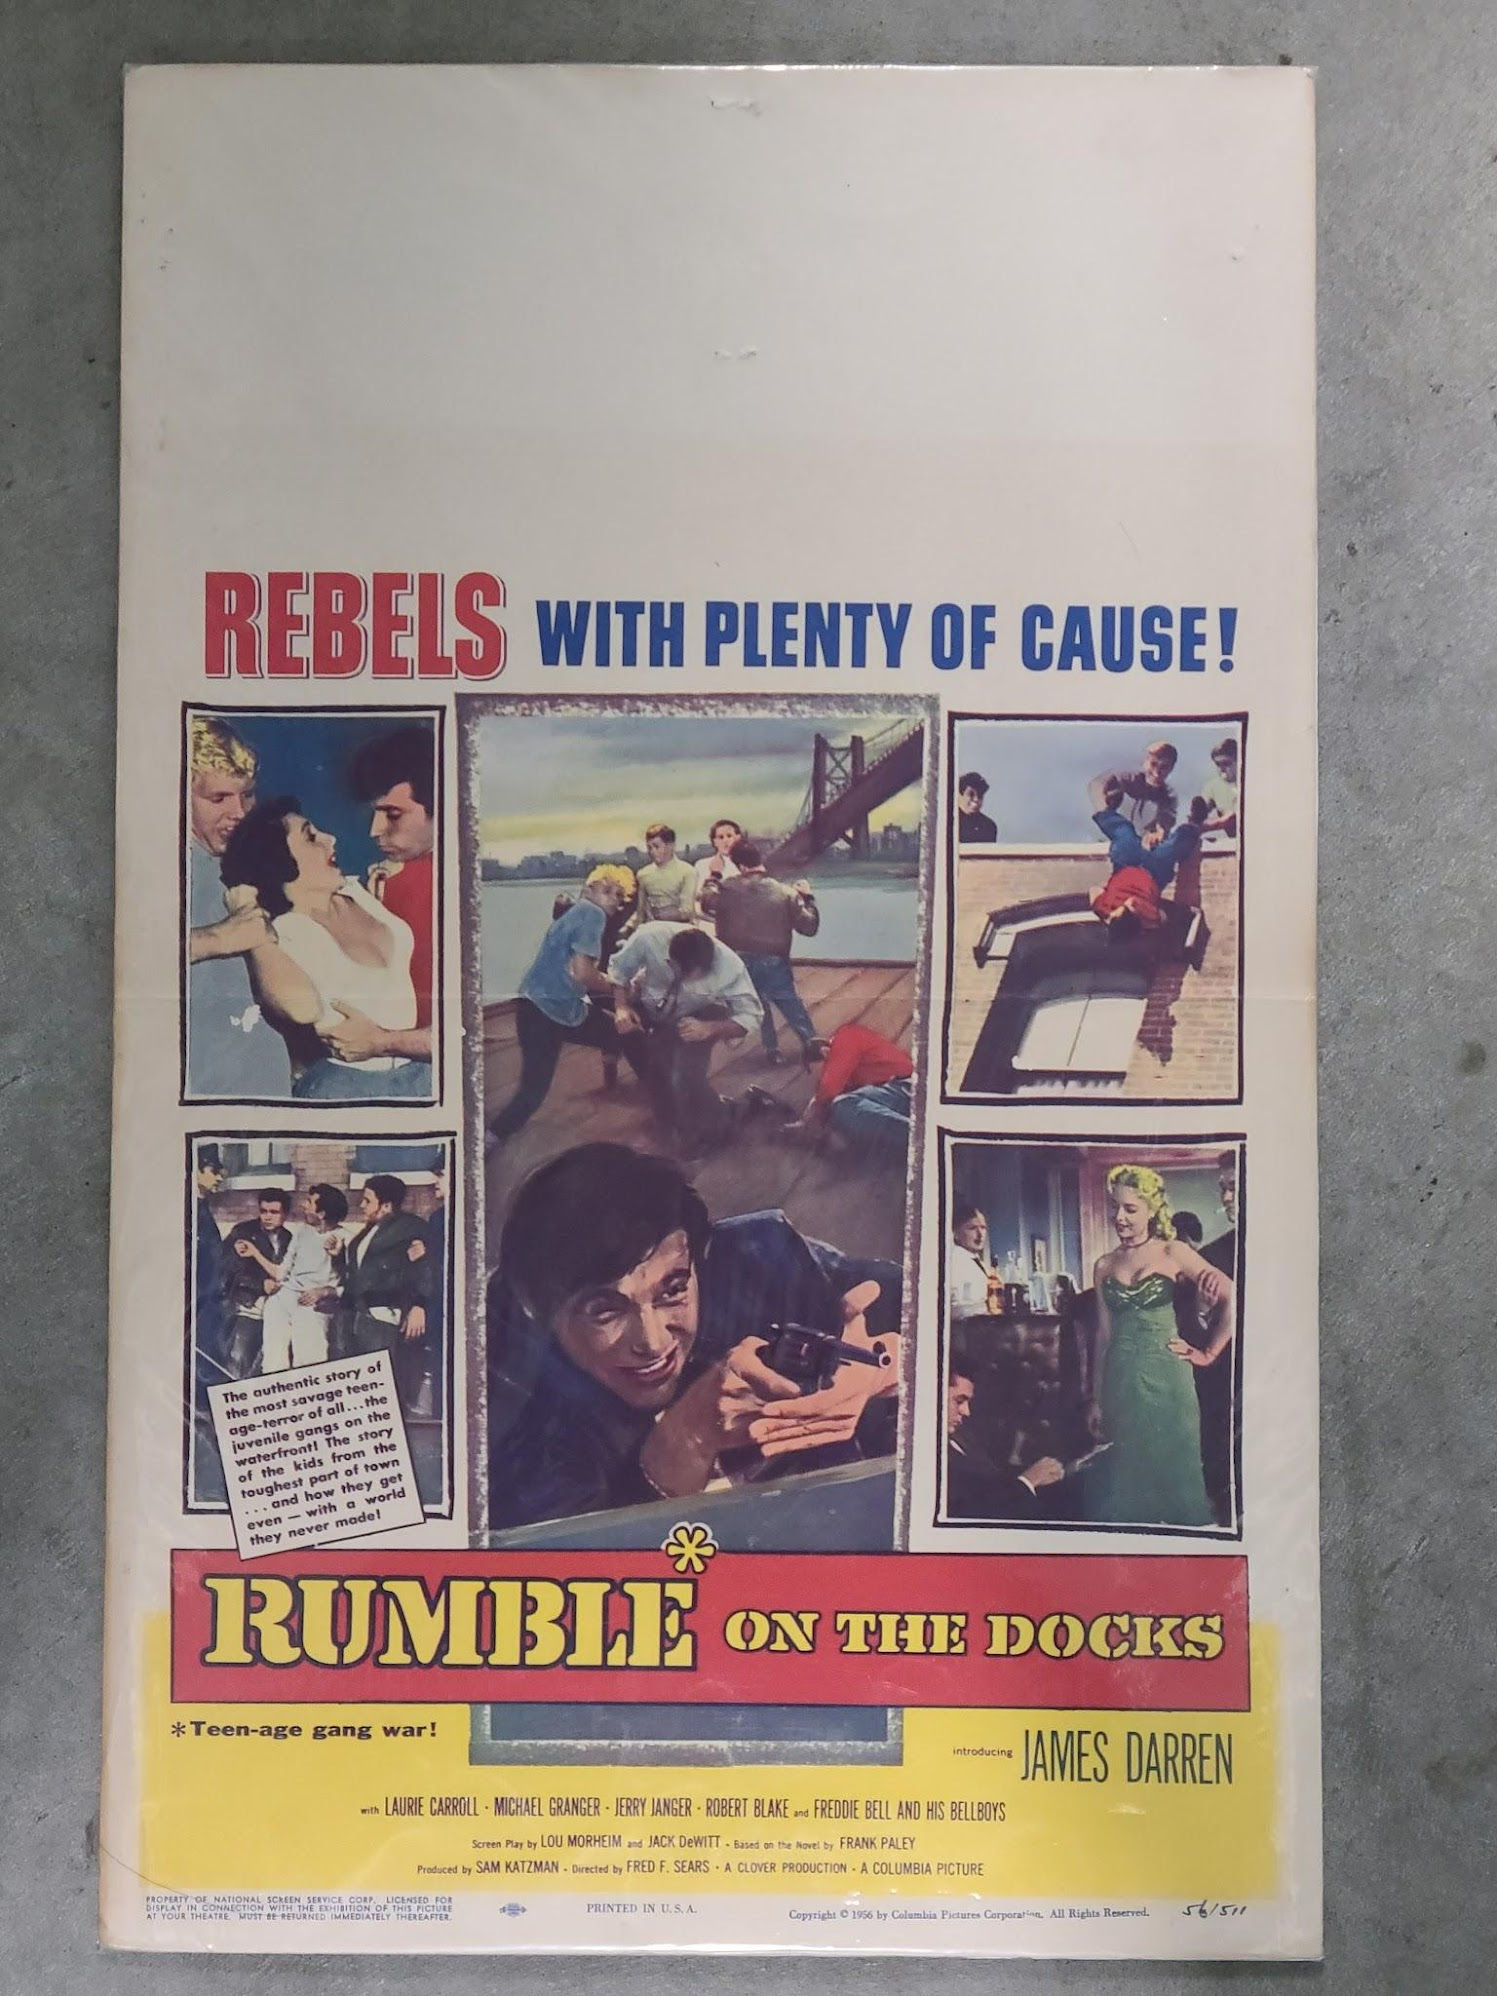 REBELS WITH PLENTY OF CAUSE!
The authentic story of
the most savage teen-
age-terror of all...the
juvenile gangs on the
waterfront! The story
of the kids from the
toughest part of town
...and how they get
even — with a world
they never made!
RUMBLE* ON THE DOCKS
*Teen-age gang war!
introducing JAMES DARREN
with LAURIE CARROLL · MICHAEL GRANGER · JERRY JANGER · ROBERT BLAKE and FREDDIE BELL AND HIS BELLBOYS
Screen Play by LOU MORHEIM and JACK DeWITT · Based on the Novel by FRANK PALEY
Produced by SAM KATZMAN · Directed by FRED F. SEARS · A CLOVER PRODUCTION · A COLUMBIA PICTURE
PROPERTY OF NATIONAL SCREEN SERVICE CORP. LICENSED FOR
DISPLAY IN CONNECTION WITH THE EXHIBITION OF THIS PICTURE
AT YOUR THEATRE. MUST BE RETURNED IMMEDIATELY THEREAFTER.
PRINTED IN U.S.A.
Copyright © 1956 by Columbia Pictures Corporation. All Rights Reserved.
56/511